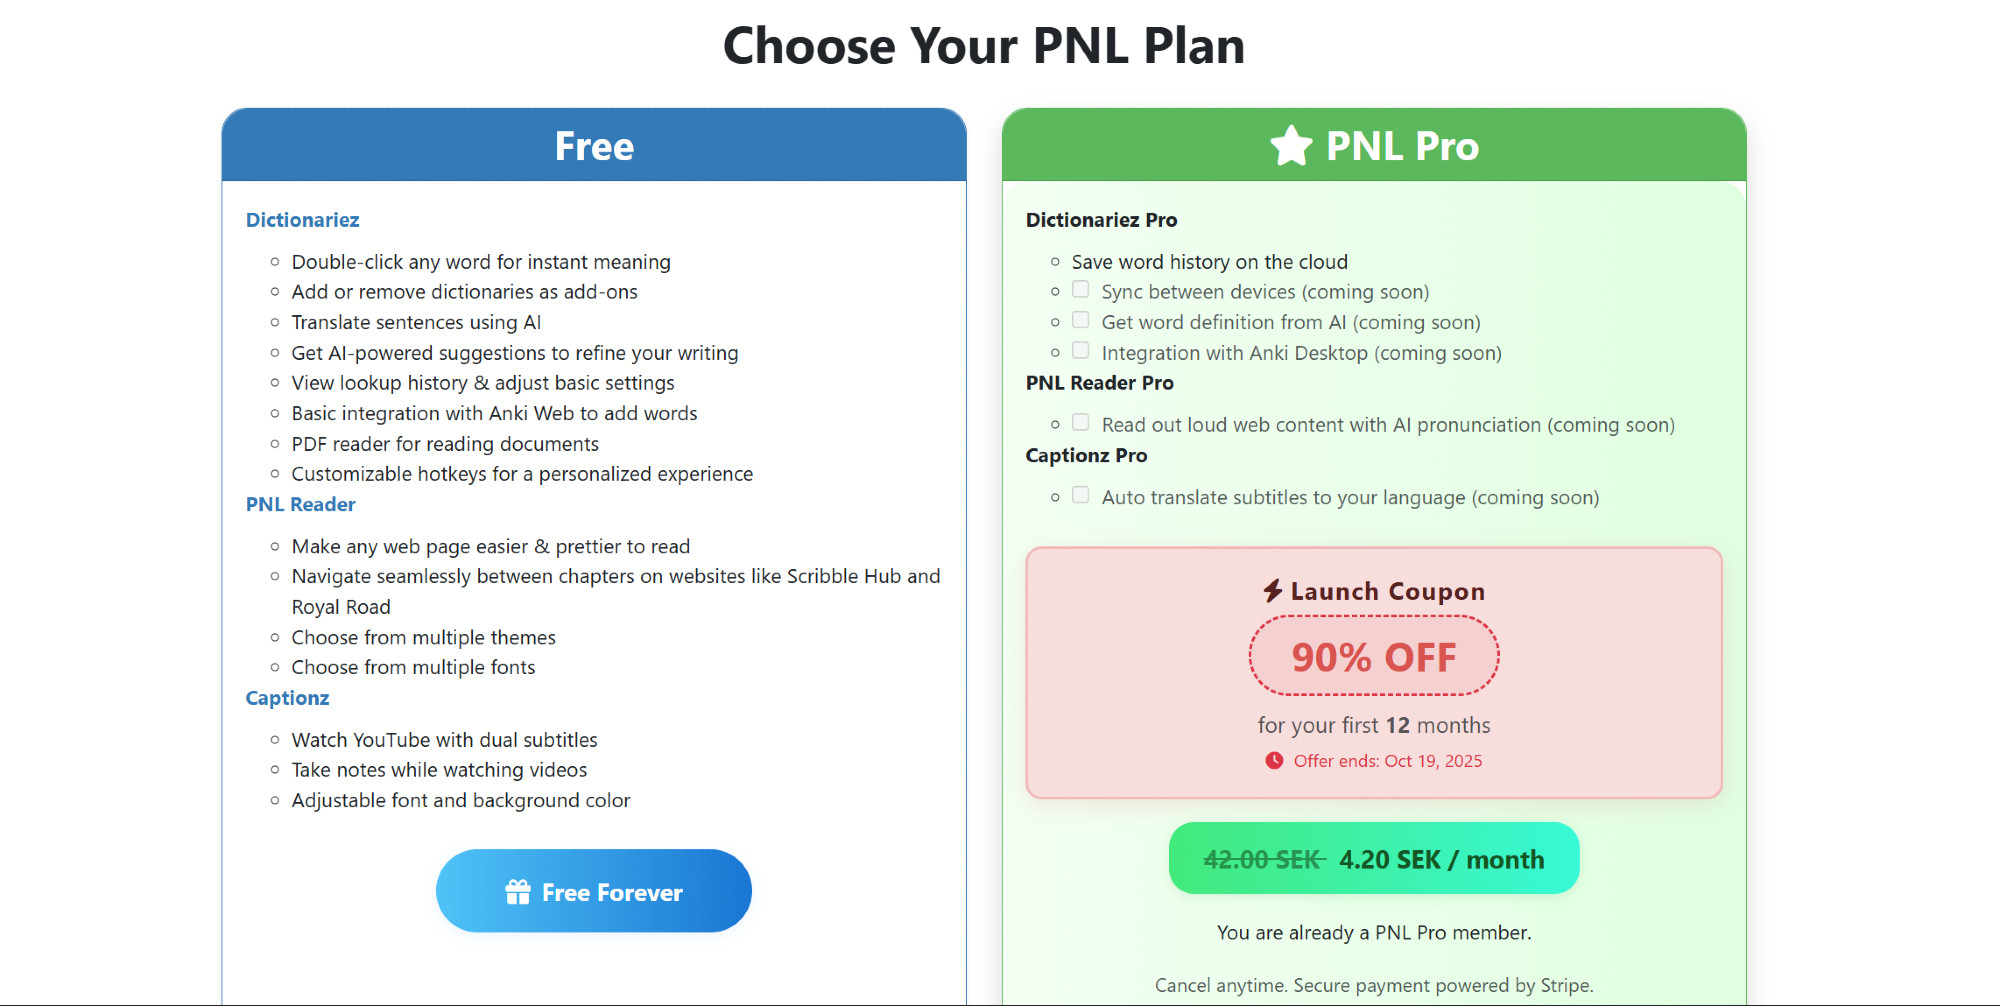 Choose Your PNL Plan
Free
Dictionariez
Double-click any word for instant meaning
Add or remove dictionaries as add-ons
Translate sentences using AI
Get AI-powered suggestions to refine your writing
View lookup history & adjust basic settings
Basic integration with Anki Web to add words
PDF reader for reading documents
Customizable hotkeys for a personalized experience
PNL Reader
Make any web page easier & prettier to read
Navigate seamlessly between chapters on websites like Scribble Hub and
Royal Road
Choose from multiple themes
Choose from multiple fonts
Captionz
Watch YouTube with dual subtitles
Take notes while watching videos
Adjustable font and background color
Free Forever
PNL Pro
Dictionariez Pro
Save word history on the cloud
Sync between devices (coming soon)
Get word definition from AI (coming soon)
Integration with Anki Desktop (coming soon)
PNL Reader Pro
Read out loud web content with AI pronunciation (coming soon)
Captionz Pro
Auto translate subtitles to your language (coming soon)
Launch Coupon
90% OFF
for your first 12 months
Offer ends: Oct 19, 2025
42.00 SEK 4.20 SEK / month
You are already a PNL Pro member.
Cancel anytime. Secure payment powered by Stripe.